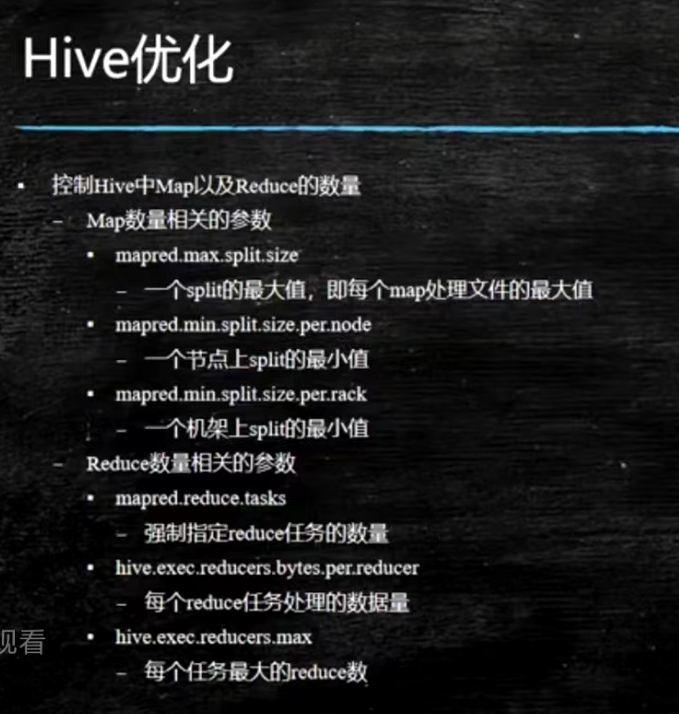 Hive优化
▪ 控制Hive中Map以及Reduce的数量
– Map数量相关的参数
• mapred.max.split.size
– 一个split的最大值，即每个map处理文件的最大值
• mapred.min.split.size.per.node
– 一个节点上split的最小值
• mapred.min.split.size.per.rack
– 一个机架上split的最小值
– Reduce数量相关的参数
• mapred.reduce.tasks
– 强制指定reduce任务的数量
• hive.exec.reducers.bytes.per.reducer
– 每个reduce任务处理的数据量
• hive.exec.reducers.max
观看
– 每个任务最大的reduce数